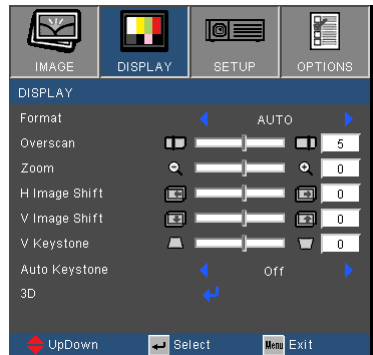 IMAGE DISPLAY SETUP OPTIONS
DISPLAY
Format AUTO
Overscan 5
Zoom 0
H Image Shift 0
V Image Shift 0
V Keystone 0
Auto Keystone Off
3D
UpDown Select Menu Exit